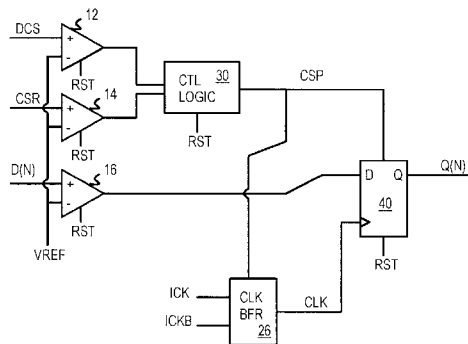 12
DCS
+
-
RST
14
CSR
+
-
RST
CTL
LOGIC
30
RST
CSP
16
D(N)
+
-
RST
VREF
D
Q
40
RST
Q(N)
ICK
ICKB
CLK
BFR
26
CLK